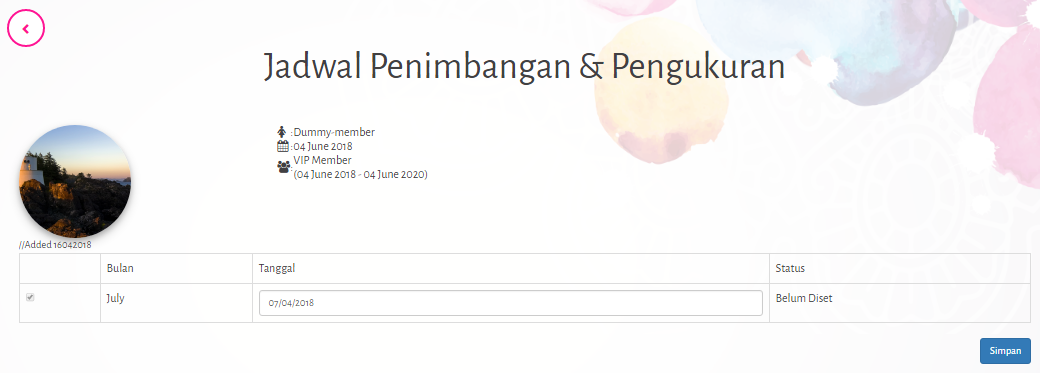 Jadwal Penimbangan & Pengukuran
: Dummy-member
: 04 June 2018
: VIP Member
(04 June 2018 - 04 June 2020)
//Added 16042018
Bulan Tanggal Status
July 07/04/2018 Belum Diset
Simpan